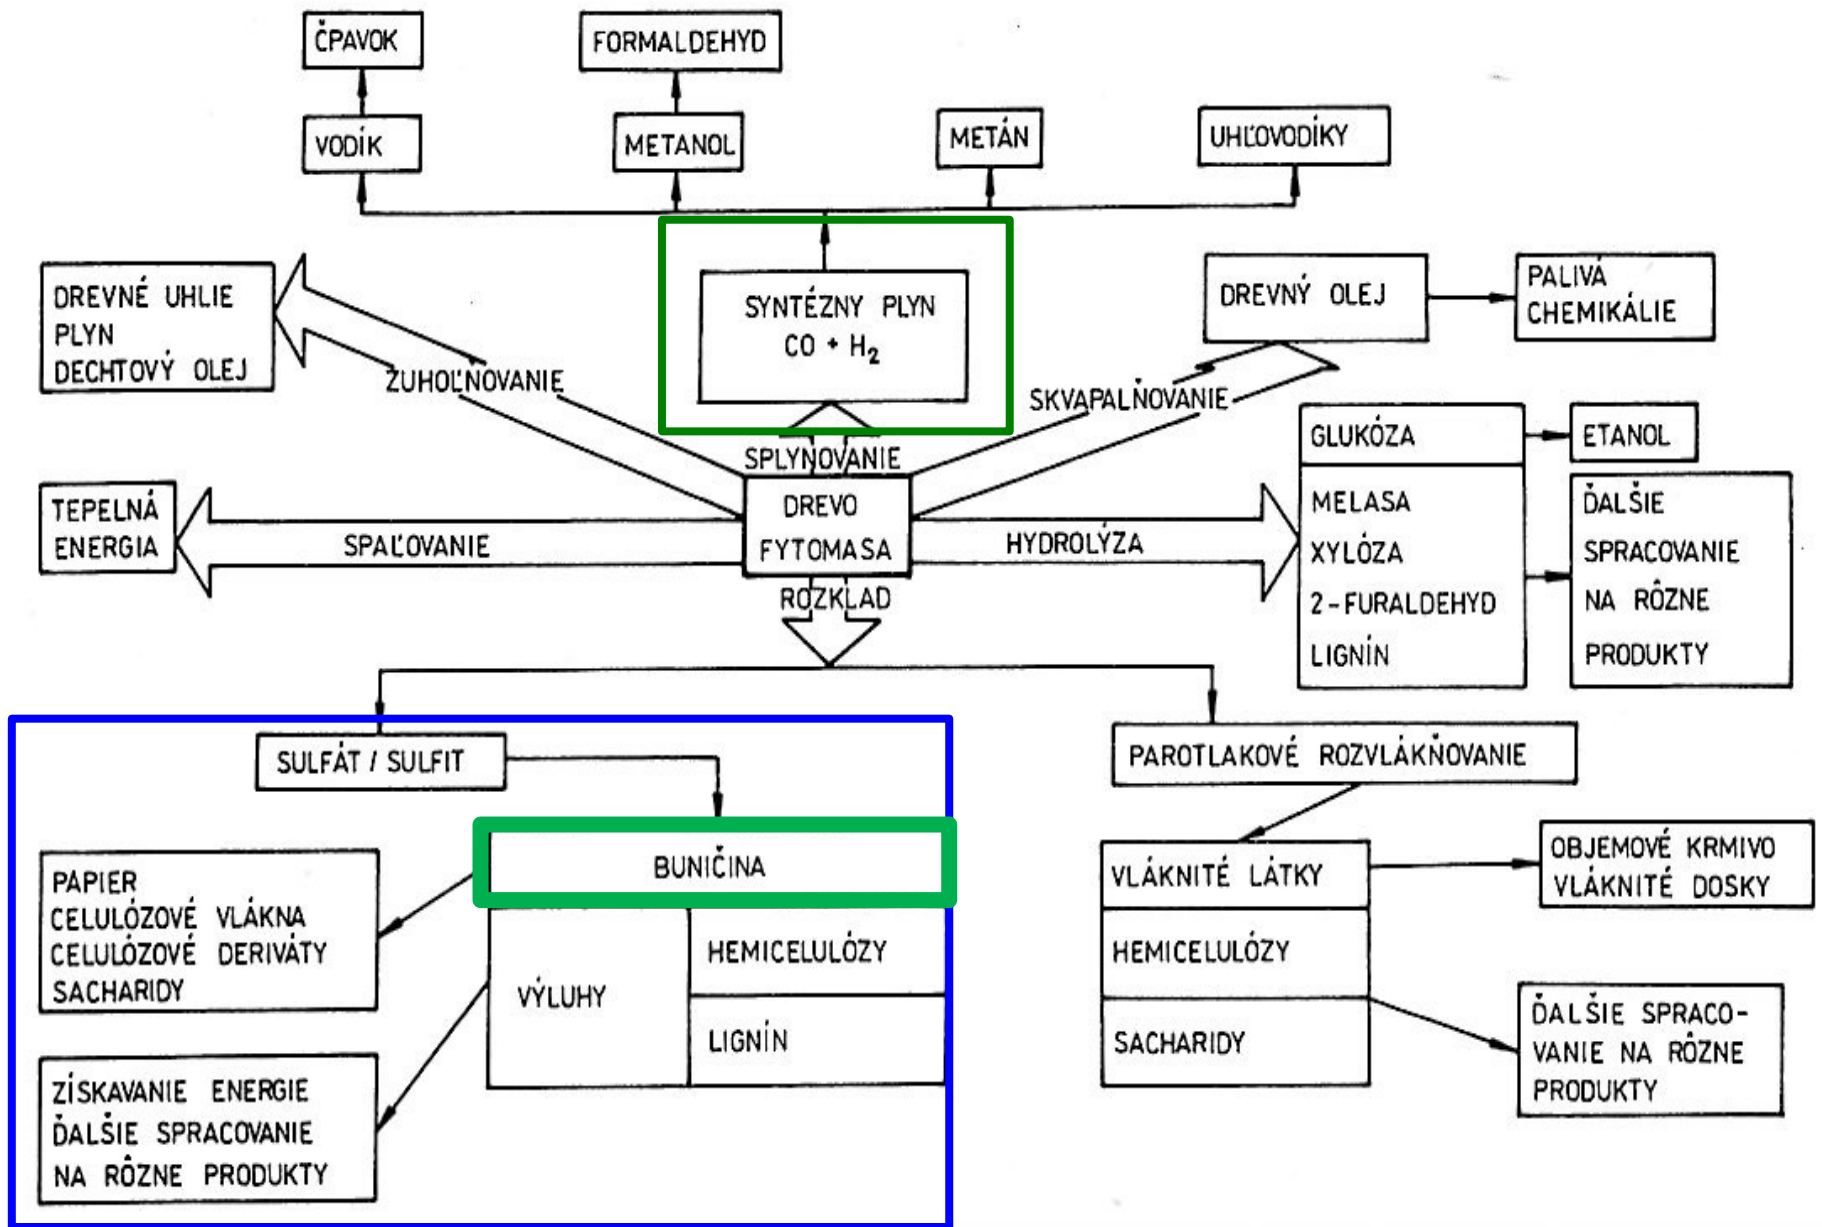 ČPAVOK
FORMALDEHYD
VODÍK
METANOL
METÁN
UHĽOVODÍKY
DREVNÉ UHLIE
PLYN
DECHTOVÝ OLEJ
SYNTÉZNY PLYN
CO + H₂
DREVNÝ OLEJ
PALIVÁ
CHEMIKÁLIE
ZUHOĽNOVANIE
SKVAPALŇOVANIE
SPLYNOVANIE
GLUKÓZA
ETANOL
TEPELNÁ
ENERGIA
SPAĽOVANIE
DREVO
FYTOMASA
HYDROLÝZA
MELASA
XYLÓZA
2-FURALDEHYD
LIGNÍN
ĎALŠIE
SPRACOVANIE
NA RÔZNE
PRODUKTY
ROZKLAD
SULFÁT / SULFIT
PAROTLAKOVÉ ROZVLÁKŇOVANIE
BUNIČINA
PAPIER
CELULÓZOVÉ VLÁKNA
CELULÓZOVÉ DERIVÁTY
SACHARIDY
VÝLUHY
HEMICELULÓZY
LIGNÍN
ZÍSKAVANIE ENERGIE
ĎALŠIE SPRACOVANIE
NA RÔZNE PRODUKTY
VLÁKNITÉ LÁTKY
HEMICELULÓZY
SACHARIDY
OBJEMOVÉ KRMIVO
VLÁKNITÉ DOSKY
ĎALŠIE SPRACO-
VANIE NA RÔZNE
PRODUKTY